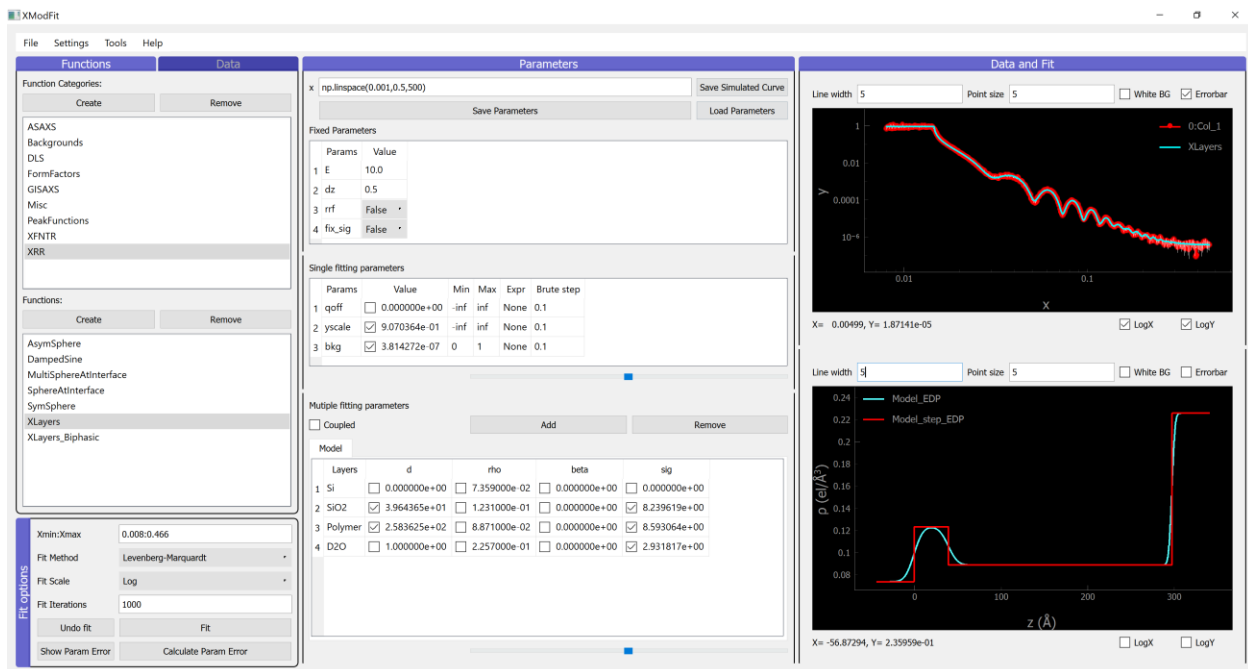 XModFit
File Settings Tools Help
Functions Data
Function Categories:
Create Remove
ASAXS
Backgrounds
DLS
FormFactors
GISAXS
Misc
PeakFunctions
XFNTR
XRR
Functions:
Create Remove
AsymSphere
DampedSine
MultiSphereAtInterface
SphereAtInterface
SymSphere
XLayers
XLayers_Biphasic
Fit options
Xmin:Xmax 0.008:0.466
Fit Method Levenberg-Marquardt
Fit Scale Log
Fit Iterations 1000
Undo fit Fit
Show Param Error Calculate Param Error
Parameters
x np.linspace(0.001,0.5,500) Save Simulated Curve
Save Parameters Load Parameters
Fixed Parameters
Params Value
1 E 10.0
2 dz 0.5
3 rrf False
4 fix_sig False
Single fitting parameters
Params Value Min Max Expr Brute step
1 qoff 0.000000e+00 -inf inf None 0.1
2 yscale 9.070364e-01 -inf inf None 0.1
3 bkg 3.814272e-07 0 1 None 0.1
Mutiple fitting parameters
Coupled Add Remove
Model
Layers d rho beta sig
1 Si 0.000000e+00 7.359000e-02 0.000000e+00 0.000000e+00
2 SiO2 3.964365e+01 1.231000e-01 0.000000e+00 8.239619e+00
3 Polymer 2.583625e+02 8.871000e-02 0.000000e+00 8.593064e+00
4 D2O 1.000000e+00 2.257000e-01 0.000000e+00 2.931817e+00
Data and Fit
Line width 5 Point size 5 White BG Errorbar
0:Col_1
XLayers
y
1
0.01
0.0001
10⁻⁶
0.01 0.1
x
X= 0.00499, Y= 1.87141e-05 LogX LogY
Line width 5 Point size 5 White BG Errorbar
Model_EDP
Model_step_EDP
ρ (el/Å³)
0.24
0.22
0.2
0.18
0.16
0.14
0.12
0.1
0.08
0 100 200 300
z (Å)
X= -56.87294, Y= 2.35959e-01 LogX LogY